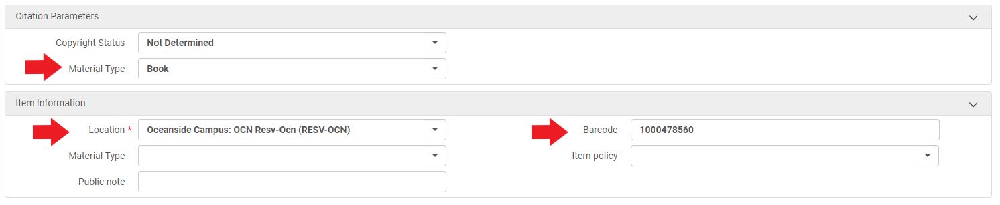 Citation Parameters
Copyright Status Not Determined
Material Type Book
Item Information
Location * Oceanside Campus: OCN Resv-Ocn (RESV-OCN) Barcode 1000478560
Material Type Item policy
Public note